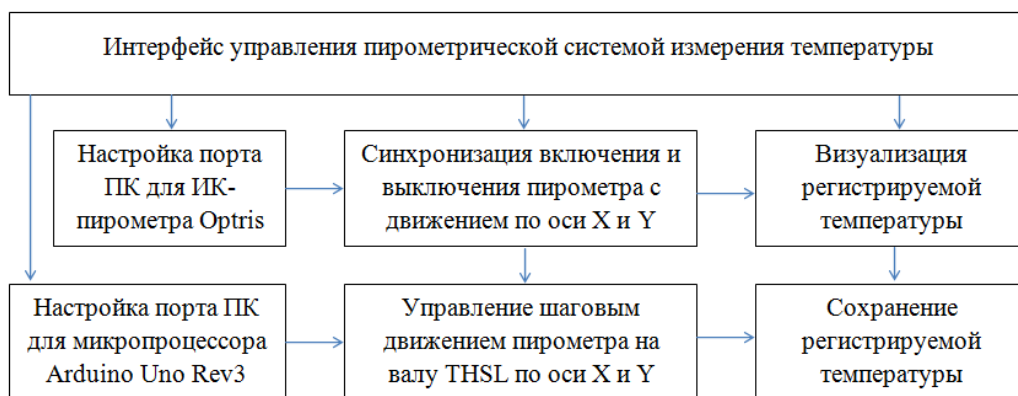 Интерфейс управления пирометрической системой измерения температуры
Настройка порта
ПК для ИК-
пирометра Optris
Синхронизация включения и
выключения пирометра с
движением по оси X и Y
Визуализация
регистрируемой
температуры
Настройка порта ПК
для микропроцессора
Arduino Uno Rev3
Управление шаговым
движением пирометра на
валу THSL по оси X и Y
Сохранение
регистрируемой
температуры